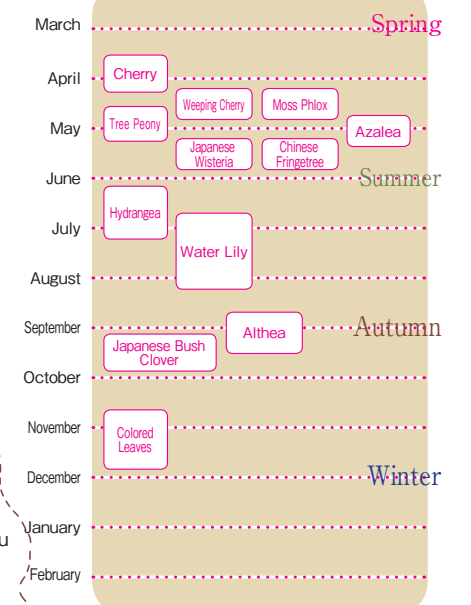 March
Spring
April
Cherry
Weeping Cherry
Moss Phlox
May
Tree Peony
Azalea
Japanese
Wisteria
Chinese
Fringetree
June
Summer
Hydrangea
July
Water Lily
August
September
Althea
Autumn
Japanese Bush
Clover
October
November
Colored
Leaves
December
Winter
u
January
February